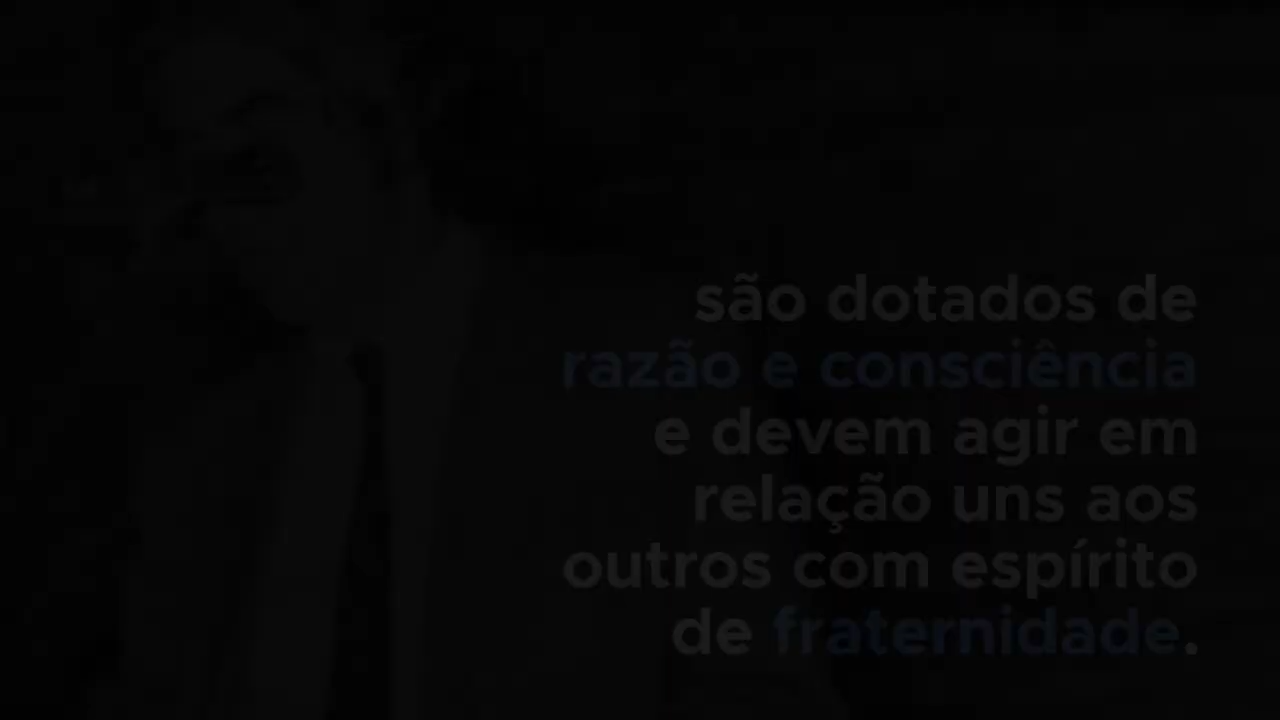 são dotados de
razão e consciência
e devem agir em
relação uns aos
outros com espírito
de fraternidade.